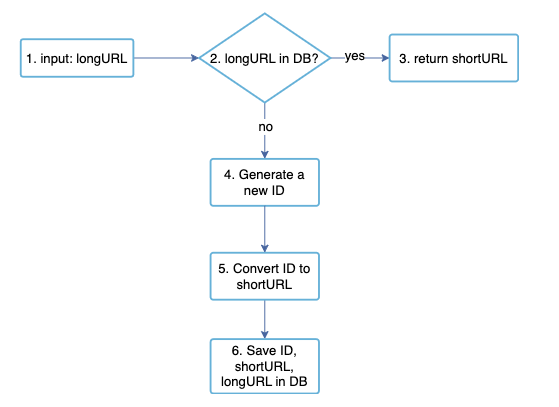 1. input: longURL
2. longURL in DB?
yes
3. return shortURL
no
4. Generate a
new ID
5. Convert ID to
shortURL
6. Save ID,
shortURL,
longURL in DB